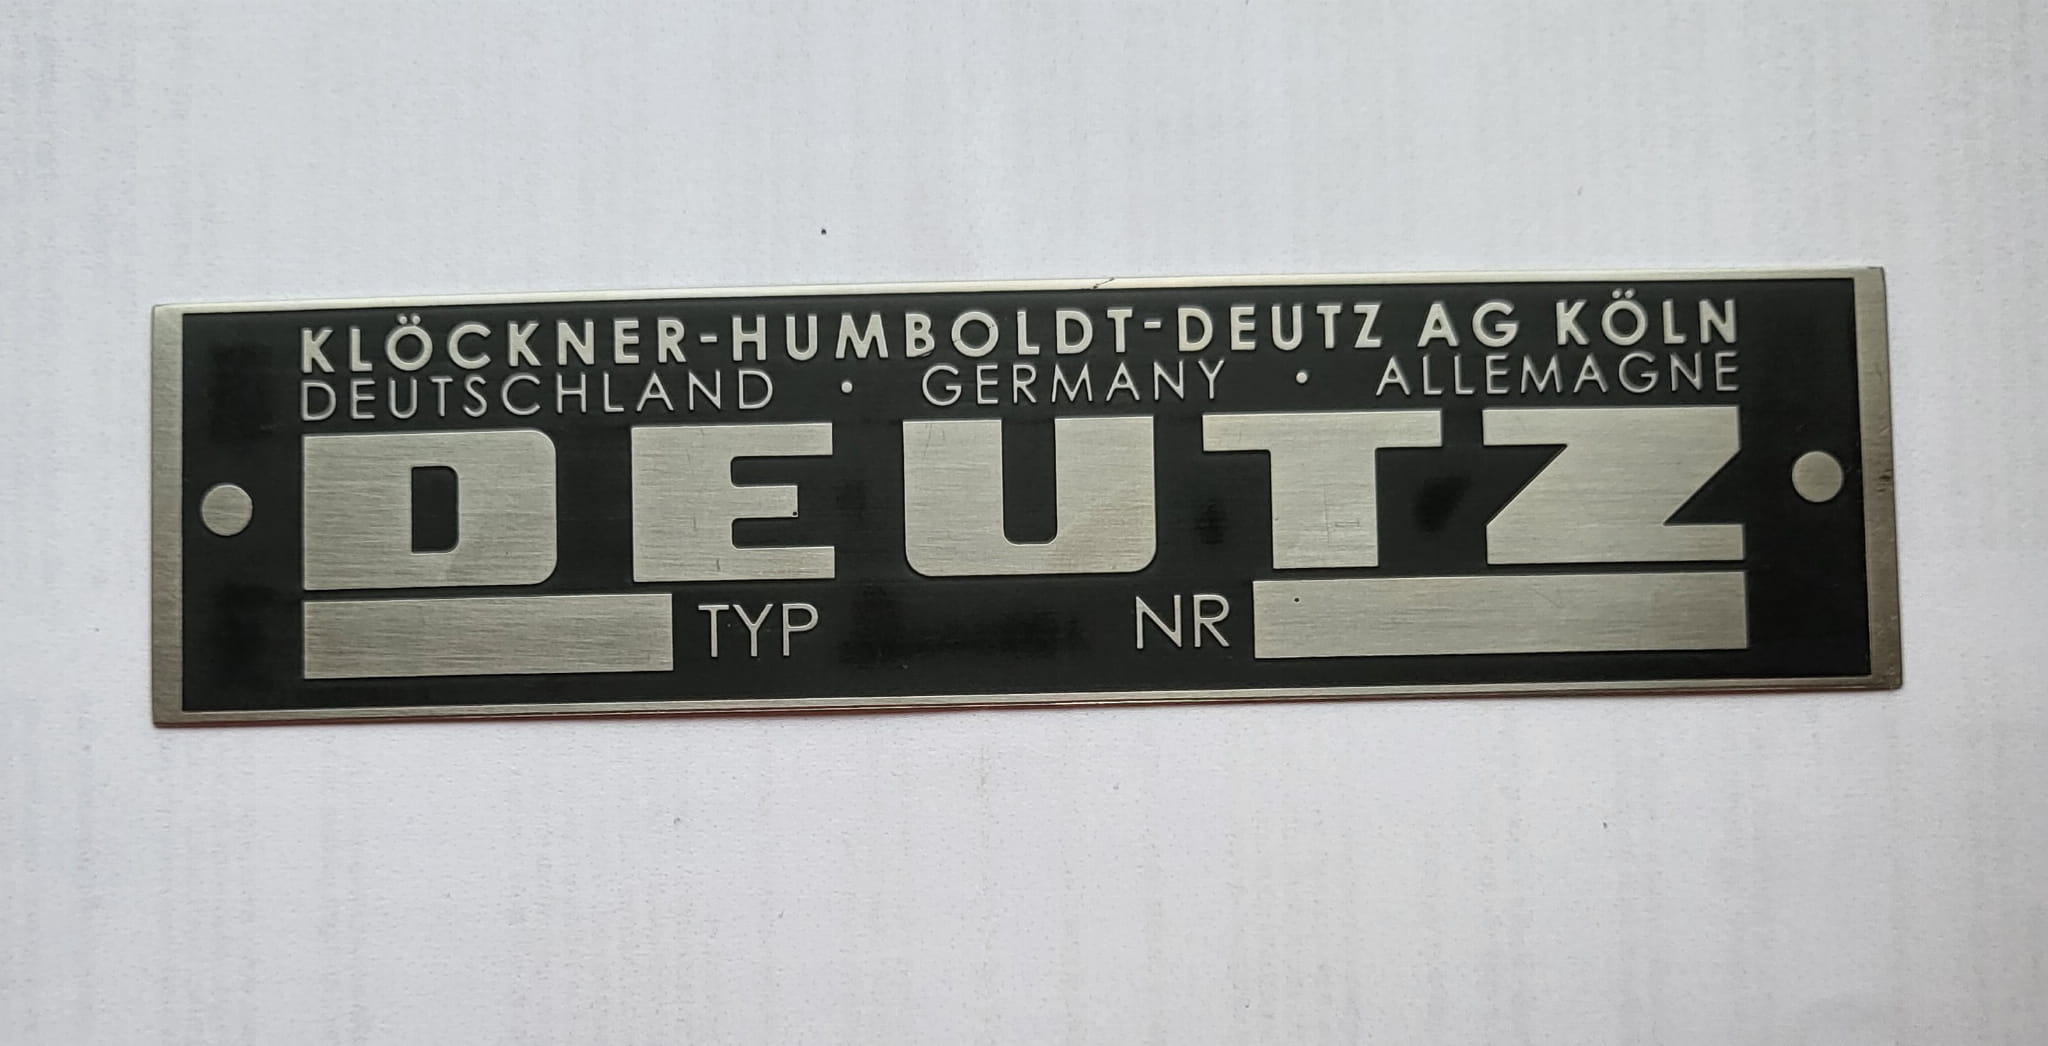 KLÖCKNER-HUMBOLDT-DEUTZ AG KÖLN
DEUTSCHLAND · GERMANY · ALLEMAGNE
DEUTZ
TYP NR